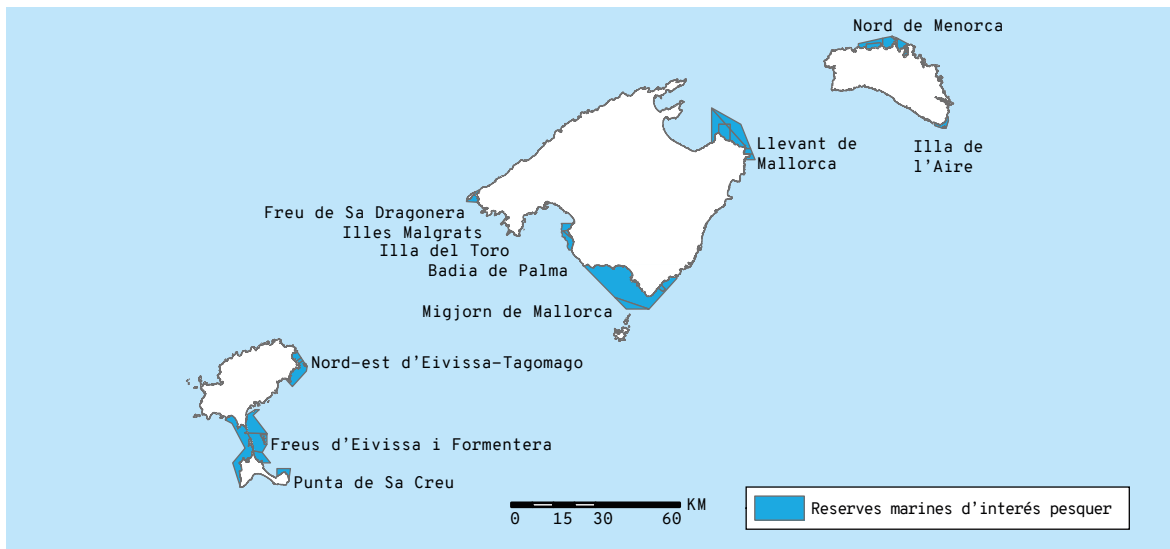 Nord de Menorca
Llevant de
Mallorca
Illa de
l'Aire
Freu de Sa Dragonera
Illes Malgrats
Illa del Toro
Badia de Palma
Migjorn de Mallorca
Nord-est d'Eivissa-Tagomago
Freus d'Eivissa i Formentera
Punta de Sa Creu
KM
0 15 30 60
Reserves marines d'interés pesquer